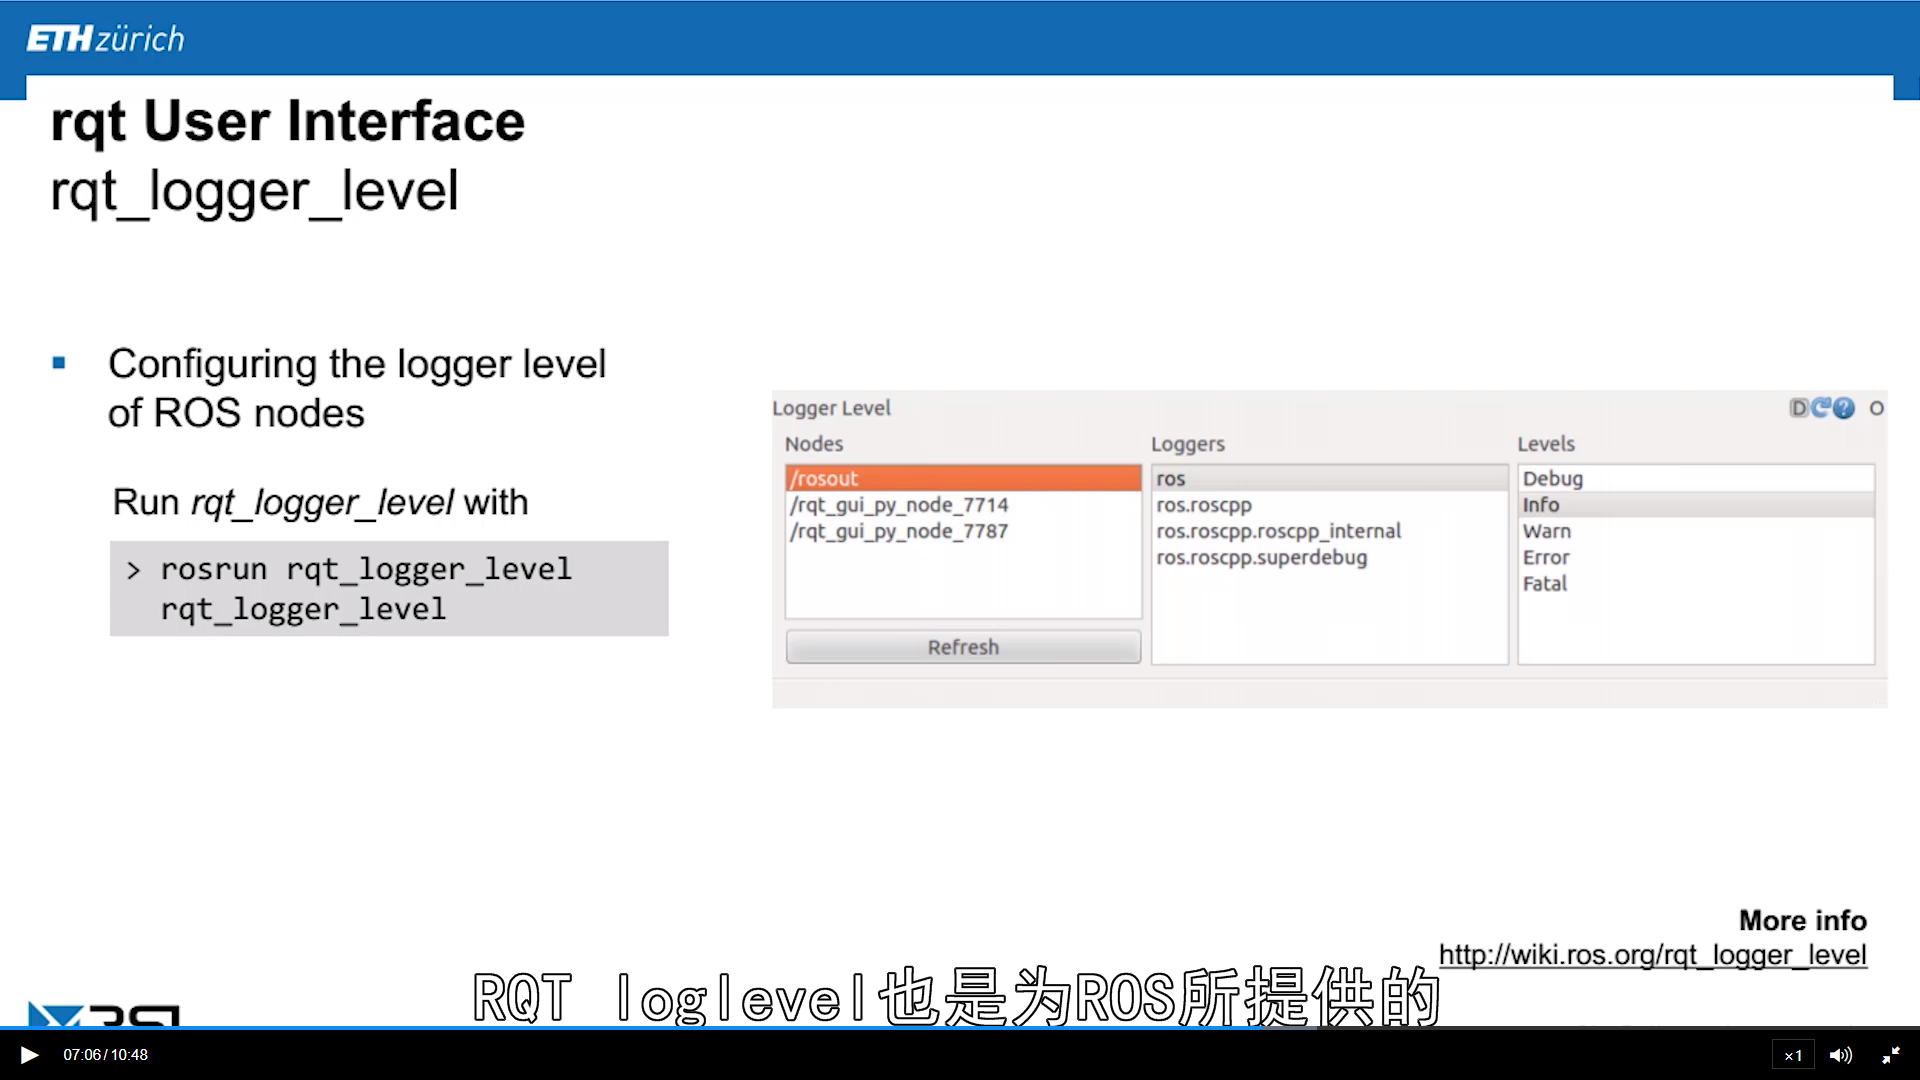 ETH zürich
rqt User Interface
rqt_logger_level
Configuring the logger level
of ROS nodes
Run rqt_logger_level with
> rosrun rqt_logger_level
rqt_logger_level
Logger Level
D
?
O
Nodes
/rosout
/rqt_gui_py_node_7714
/rqt_gui_py_node_7787
Refresh
Loggers
ros
ros.roscpp
ros.roscpp.roscpp_internal
ros.roscpp.superdebug
Levels
Debug
Info
Warn
Error
Fatal
More info
http://wiki.ros.org/rqt_logger_level
RQT loglevel也是为ROS所提供的
07:06/10:48
×1